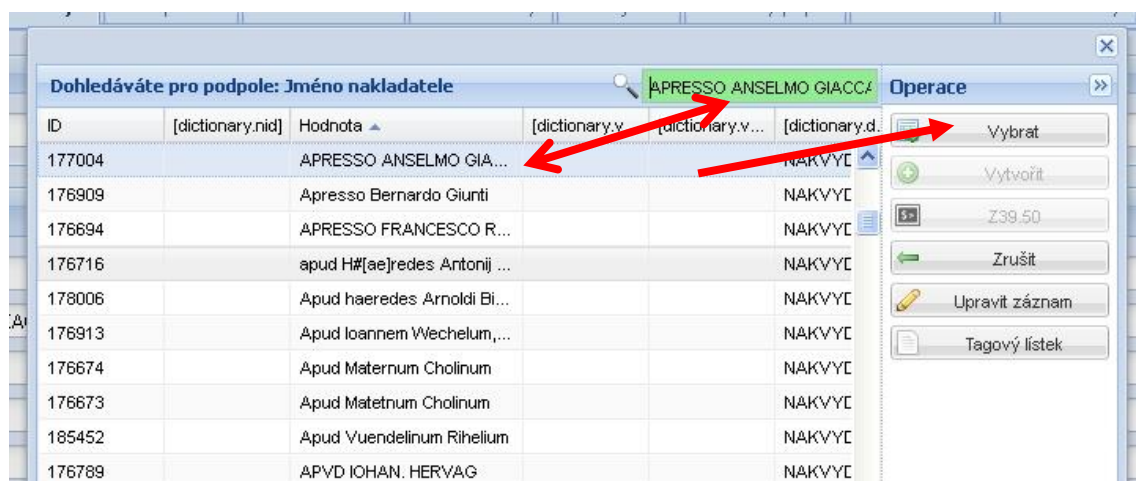 Dohledáváte pro podpole: Jméno nakladatele APRESSO ANSELMO GIACCA Operace
ID [dictionary.nid] Hodnota [dictionary.v... [dictionary.v... [dictionary.d. Vybrat
177004 APRESSO ANSELMO GIA... NAKVYD Vytvořit
176909 Apresso Bernardo Giunti NAKVYD
176694 APRESSO FRANCESCO R... NAKVYD Z39.50
176716 apud H#[ae]redes Antonij ... NAKVYD Zrušit
178006 Apud haeredes Arnoldi Bi... NAKVYD Upravit záznam
176913 Apud Ioannem Wechelum,... NAKVYD Tagový lístek
176674 Apud Maternum Cholinum NAKVYD
176673 Apud Matetnum Cholinum NAKVYD
185452 Apud Vuendelinum Rihelium NAKVYD
176789 APVD IOHAN. HERVAG NAKVYD